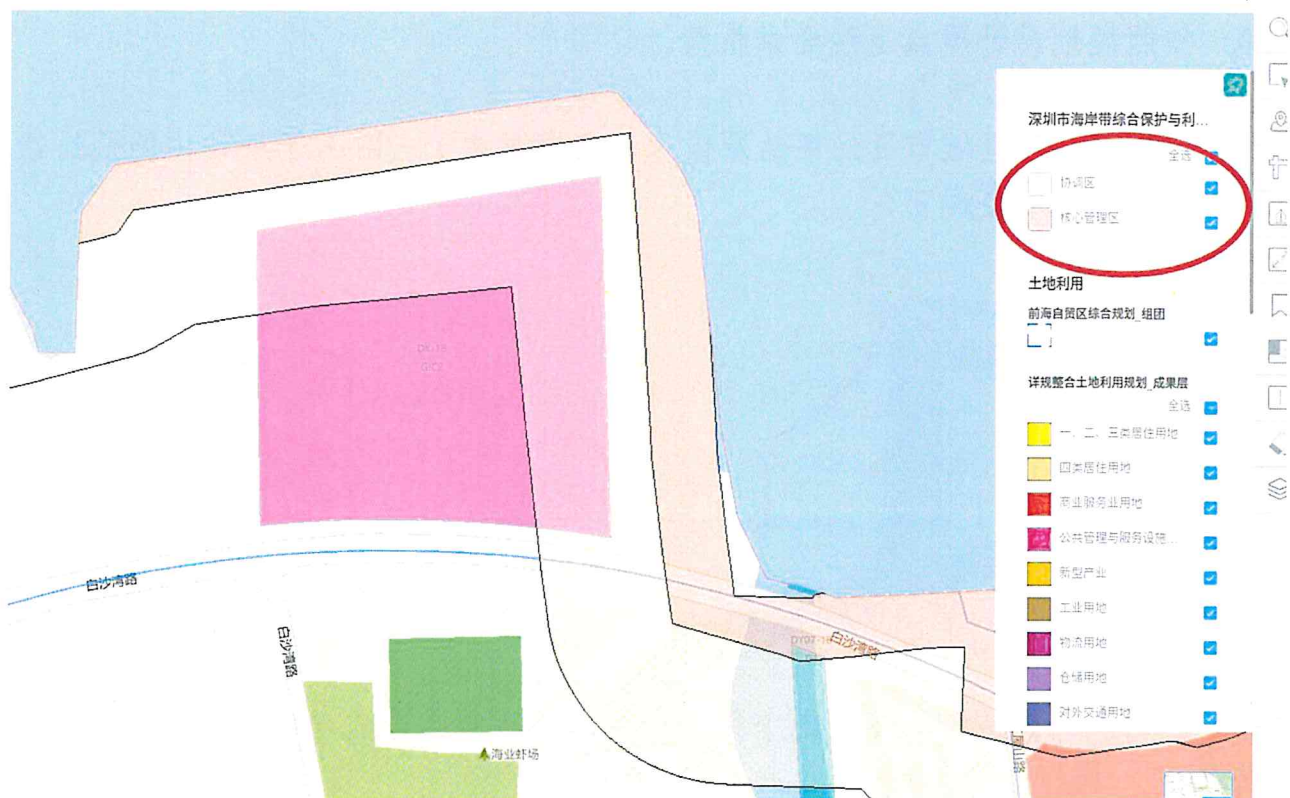 深圳市海岸带综合保护与利...
全选
协调区
核心管理区
土地利用
前海自贸区综合规划_组团
详规整合土地利用规划_成果层
全选
一、二、三类居住用地
四类居住用地
商业服务业用地
公共管理与服务设施...
新型产业
工业用地
物流用地
仓储用地
对外交通用地
白沙湾路
白沙湾路
白沙湾路
海业虾场